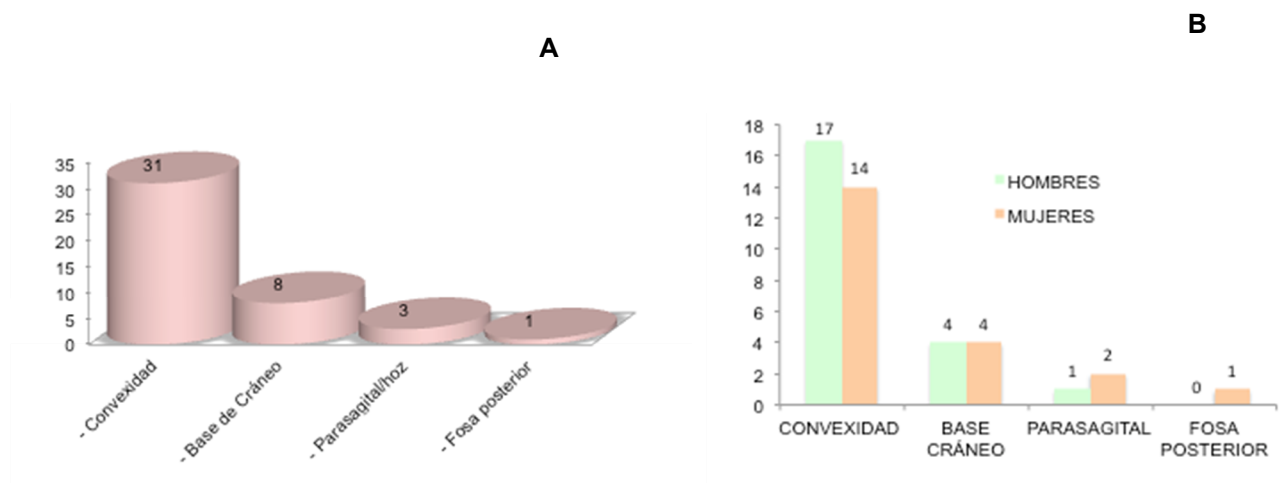 A
35
30
25
20
15
10
5
0
31
8
3
1
- Convexidad
- Base de Cráneo
- Parasagital/hoz
- Fosa posterior
B
18
16
14
12
10
8
6
4
2
0
17
14
4
4
1
2
0
1
HOMBRES
MUJERES
CONVEXIDAD
BASE
CRÁNEO
PARASAGITAL
FOSA
POSTERIOR